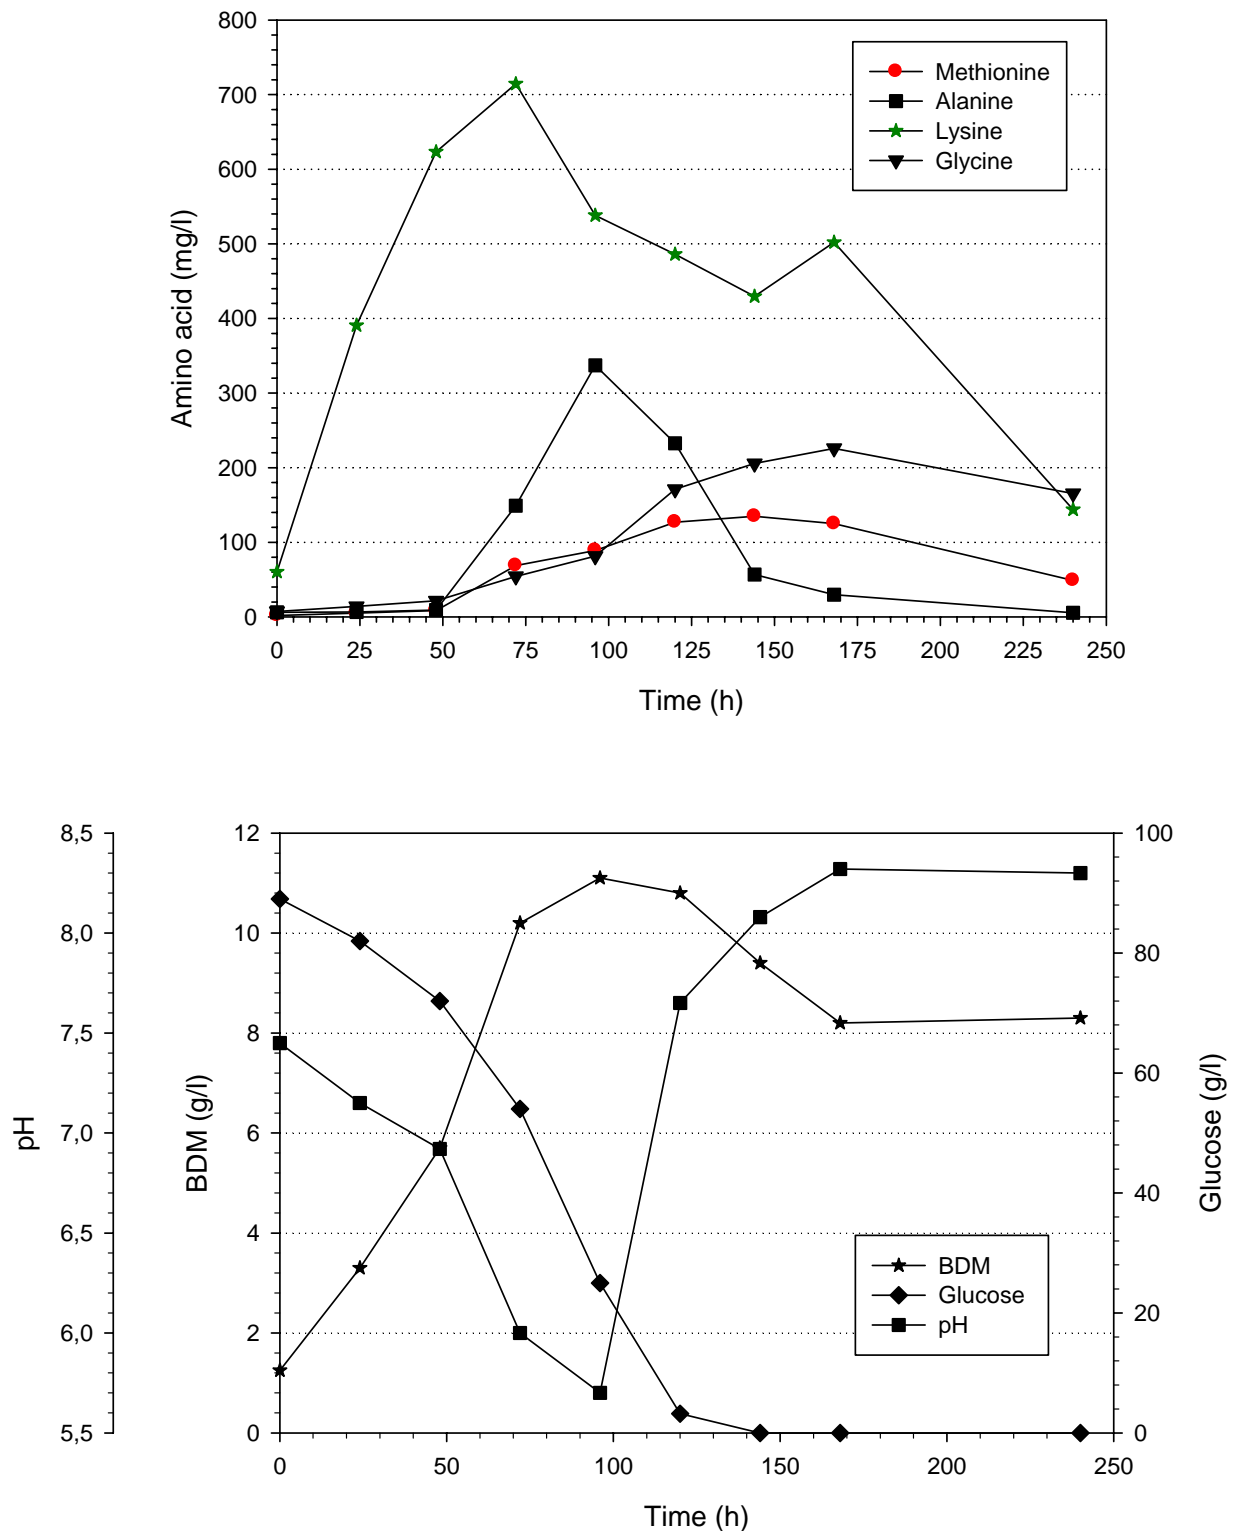 800
700
600
500
400
300
200
100
0
Amino acid (mg/l)
Methionine
Alanine
Lysine
Glycine
0 25 50 75 100 125 150 175 200 225 250
Time (h)
8,5
8,0
7,5
7,0
6,5
6,0
5,5
pH
12
10
8
6
4
2
0
BDM (g/l)
100
80
60
40
20
0
Glucose (g/l)
BDM
Glucose
pH
0 50 100 150 200 250
Time (h)